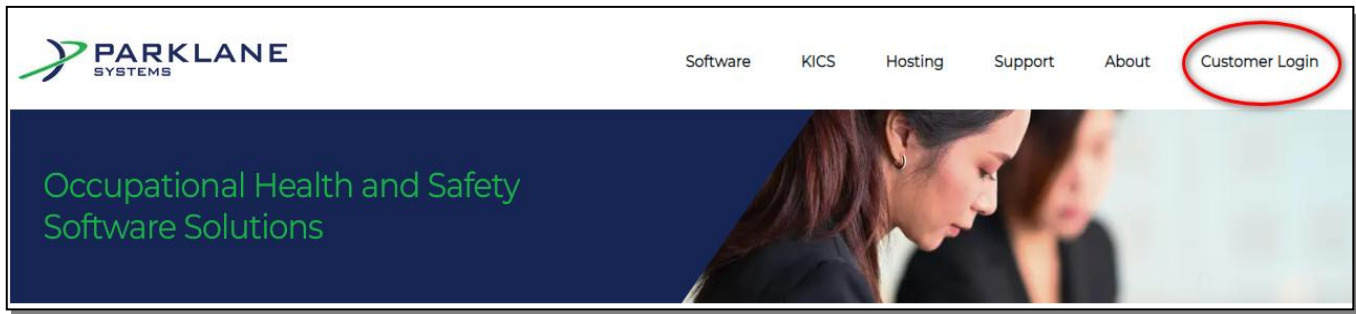 PARKLANE
SYSTEMS
Software KICS Hosting Support About Customer Login
Occupational Health and Safety
Software Solutions